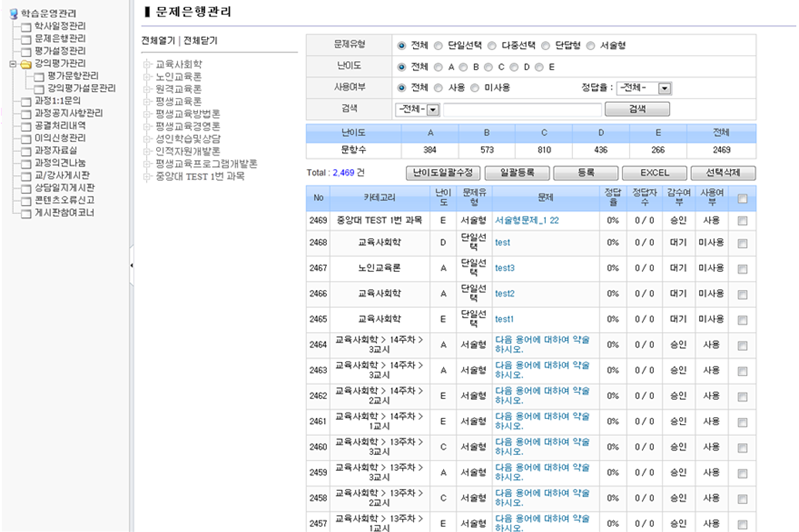 학습운영관리
학사일정관리
문제은행관리
평가설정관리
강의평가관리
평가문항관리
강의평가설문관리
과정1:1문의
과정공지사항관리
공결처리내역
이의신청관리
과정자료실
과정의견나눔
교/강사게시판
상담일지게시판
콘텐츠오류신고
게시판참여코너
문제은행관리
전체열기 | 전체닫기
교육사회학
노인교육론
원격교육론
평생교육론
평생교육방법론
평생교육경영론
성인학습및상담
인적자원개발론
평생교육프로그램개발론
중앙대 TEST 1번 과목
문제유형 전체 단일선택 다중선택 단답형 서술형
난이도 전체 A B C D E
사용여부 전체 사용 미사용 정답율 : -전체-
검색 -전체- 검색
난이도 A B C D E 전체
문항수 384 573 810 436 266 2469
Total : 2,469 건 난이도일괄수정 일괄등록 등록 EXCEL 선택삭제
No 카테고리 난이도 문제유형 문제 정답율 정답자수 감수여부 사용여부
2469 중앙대 TEST 1번 과목 E 서술형 서술형문제_1 22 0% 0 / 0 승인 사용
2468 교육사회학 D 단일선택 test 0% 0 / 0 대기 미사용
2467 노인교육론 A 단일선택 test3 0% 0 / 0 대기 미사용
2466 교육사회학 A 단일선택 test2 0% 0 / 0 대기 미사용
2465 교육사회학 E 단일선택 test1 0% 0 / 0 대기 미사용
2464 교육사회학 > 14주차 > 3교시 A 서술형 다음 용어에 대하여 약술하시오. 0% 0 / 0 승인 사용
2463 교육사회학 > 14주차 > 3교시 A 서술형 다음 용어에 대하여 약술하시오. 0% 0 / 0 승인 사용
2462 교육사회학 > 14주차 > 2교시 E 서술형 다음 용어에 대하여 약술하시오. 0% 0 / 0 승인 사용
2461 교육사회학 > 14주차 > 1교시 E 서술형 다음 용어에 대하여 약술하시오. 0% 0 / 0 승인 사용
2460 교육사회학 > 13주차 > 3교시 C 서술형 다음 용어에 대하여 약술하시오. 0% 0 / 0 승인 사용
2459 교육사회학 > 13주차 > 3교시 A 서술형 다음 용어에 대하여 약술하시오. 0% 0 / 0 승인 사용
2458 교육사회학 > 13주차 > 2교시 C 서술형 다음 용어에 대하여 약술하시오. 0% 0 / 0 승인 사용
2457 교육사회학 > 13주차 > 1교시 E 서술형 다음 용어에 대하여 약술하시오. 0% 0 / 0 승인 사용